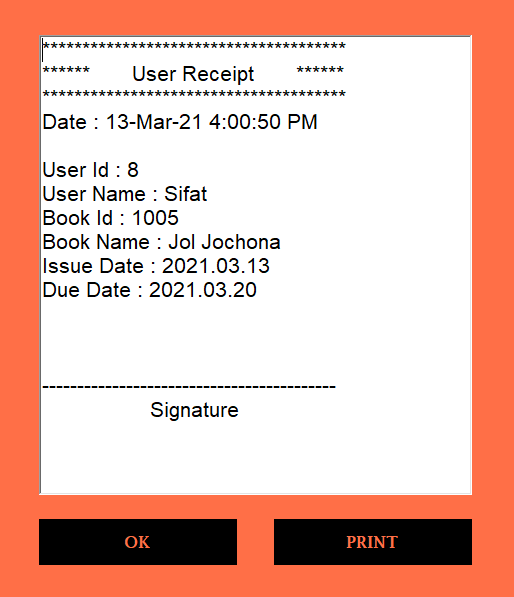 **************************************
******        User Receipt        ******
**************************************
Date : 13-Mar-21 4:00:50 PM
User Id : 8
User Name : Sifat
Book Id : 1005
Book Name : Jol Jochona
Issue Date : 2021.03.13
Due Date : 2021.03.20
------------------------------------------
Signature
OK
PRINT